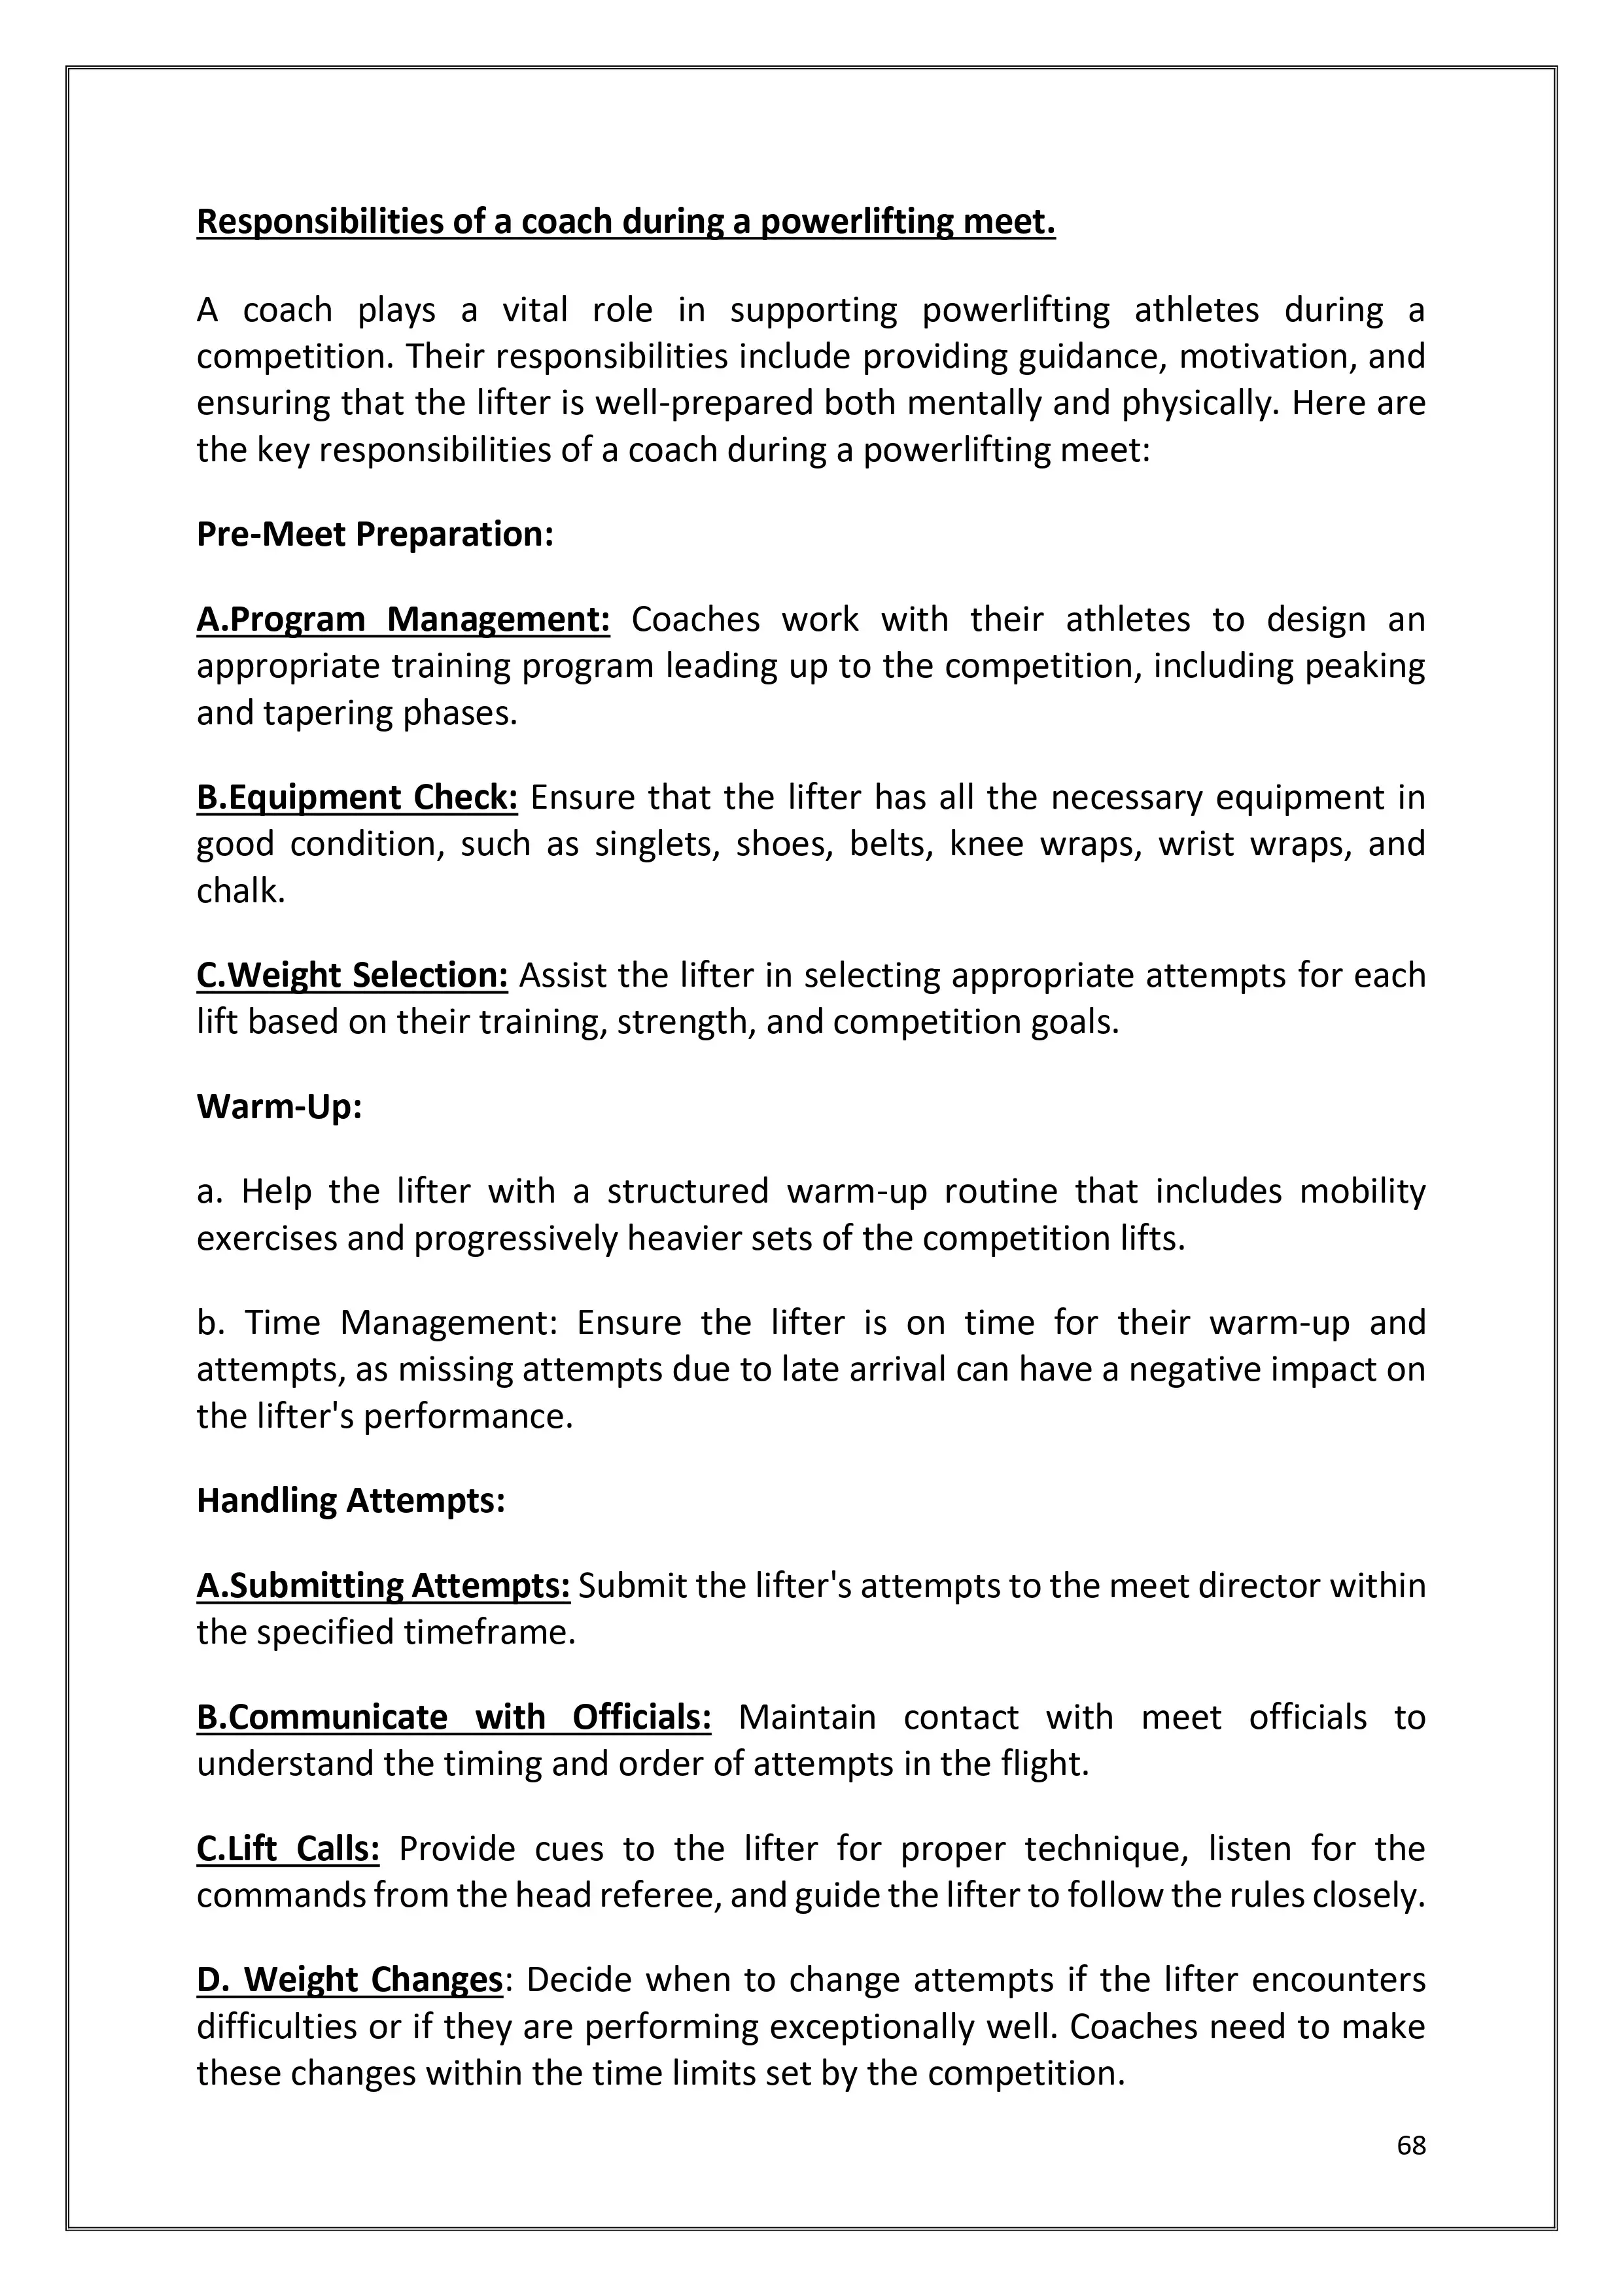 Responsibilities of a coach during a powerlifting meet.
A coach plays a vital role in supporting powerlifting athletes during a
competition. Their responsibilities include providing guidance, motivation, and
ensuring that the lifter is well-prepared both mentally and physically. Here are
the key responsibilities of a coach during a powerlifting meet:
Pre-Meet Preparation:
A.Program Management: Coaches work with their athletes to design an
appropriate training program leading up to the competition, including peaking
and tapering phases.
B.Equipment Check: Ensure that the lifter has all the necessary equipment in
good condition, such as singlets, shoes, belts, knee wraps, wrist wraps, and
chalk.
C.Weight Selection: Assist the lifter in selecting appropriate attempts for each
lift based on their training, strength, and competition goals.
Warm-Up:
a. Help the lifter with a structured warm-up routine that includes mobility
exercises and progressively heavier sets of the competition lifts.
b. Time Management: Ensure the lifter is on time for their warm-up and
attempts, as missing attempts due to late arrival can have a negative impact on
the lifter's performance.
Handling Attempts:
A.Submitting Attempts: Submit the lifter's attempts to the meet director within
the specified timeframe.
B.Communicate with Officials: Maintain contact with meet officials to
understand the timing and order of attempts in the flight.
C.Lift Calls: Provide cues to the lifter for proper technique, listen for the
commands from the head referee, and guide the lifter to follow the rules closely.
D. Weight Changes: Decide when to change attempts if the lifter encounters
difficulties or if they are performing exceptionally well. Coaches need to make
these changes within the time limits set by the competition.
68